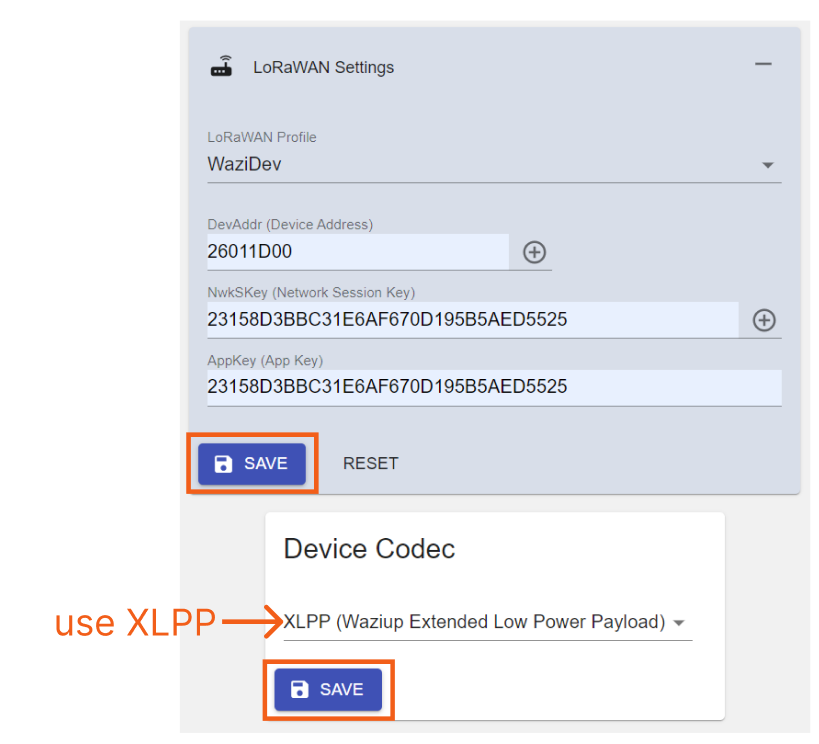 LoRaWAN Settings
LoRaWAN Profile
WaziDev
DevAddr (Device Address)
26011D00
NwkSKey (Network Session Key)
23158D3BBC31E6AF670D195B5AED5525
AppKey (App Key)
23158D3BBC31E6AF670D195B5AED5525
SAVE RESET
Device Codec
use XLPP XLPP (Waziup Extended Low Power Payload)
SAVE